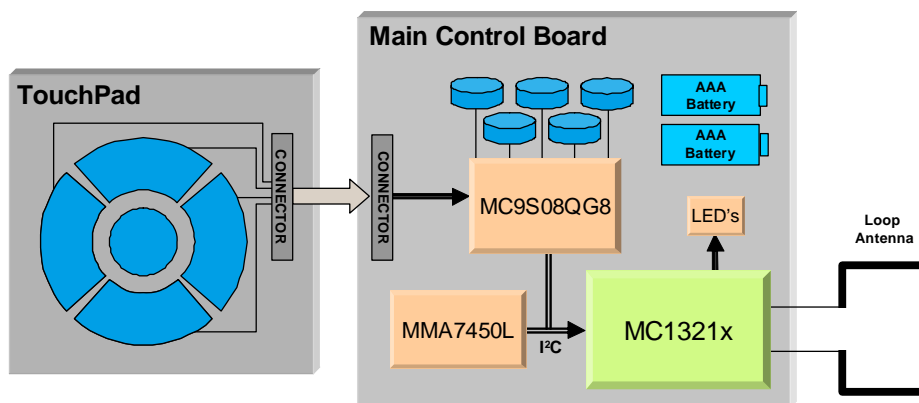 Main Control Board
TouchPad
CONNECTOR
CONNECTOR
AAA
Battery
AAA
Battery
MC9S08QG8
LED's
Loop
Antenna
MMA7450L
I²C
MC1321x